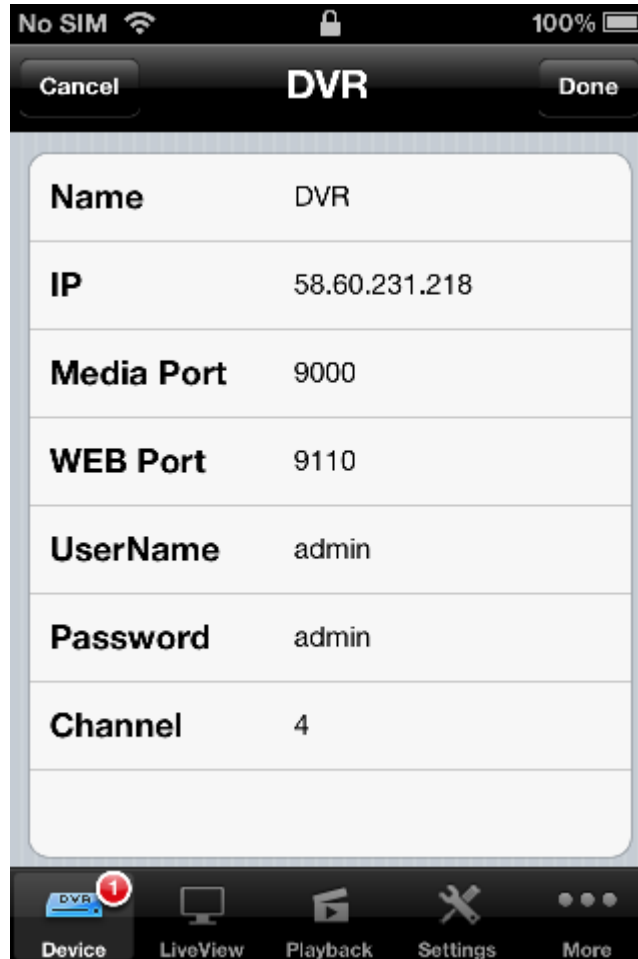 No SIM 100%
Cancel DVR Done
Name DVR
IP 58.60.231.218
Media Port 9000
WEB Port 9110
UserName admin
Password admin
Channel 4
DVR 1
Device LiveView Playback Settings More